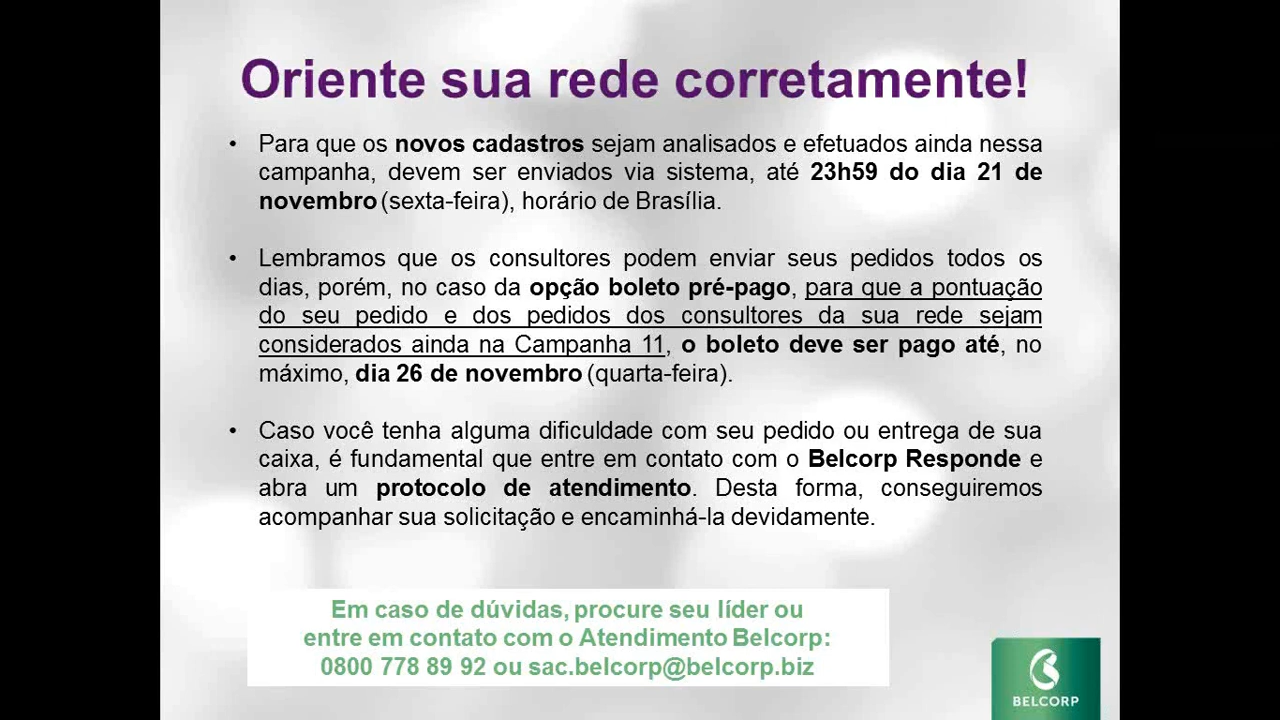 Oriente sua rede corretamente!
• Para que os novos cadastros sejam analisados e efetuados ainda nessa
campanha, devem ser enviados via sistema, até 23h59 do dia 21 de
novembro (sexta-feira), horário de Brasília.
• Lembramos que os consultores podem enviar seus pedidos todos os
dias, porém, no caso da opção boleto pré-pago, para que a pontuação
do seu pedido e dos pedidos dos consultores da sua rede sejam
considerados ainda na Campanha 11, o boleto deve ser pago até, no
máximo, dia 26 de novembro (quarta-feira).
• Caso você tenha alguma dificuldade com seu pedido ou entrega de sua
caixa, é fundamental que entre em contato com o Belcorp Responde e
abra um protocolo de atendimento. Desta forma, conseguiremos
acompanhar sua solicitação e encaminhá-la devidamente.
Em caso de dúvidas, procure seu líder ou
entre em contato com o Atendimento Belcorp:
0800 778 89 92 ou sac.belcorp@belcorp.biz
BELCORP